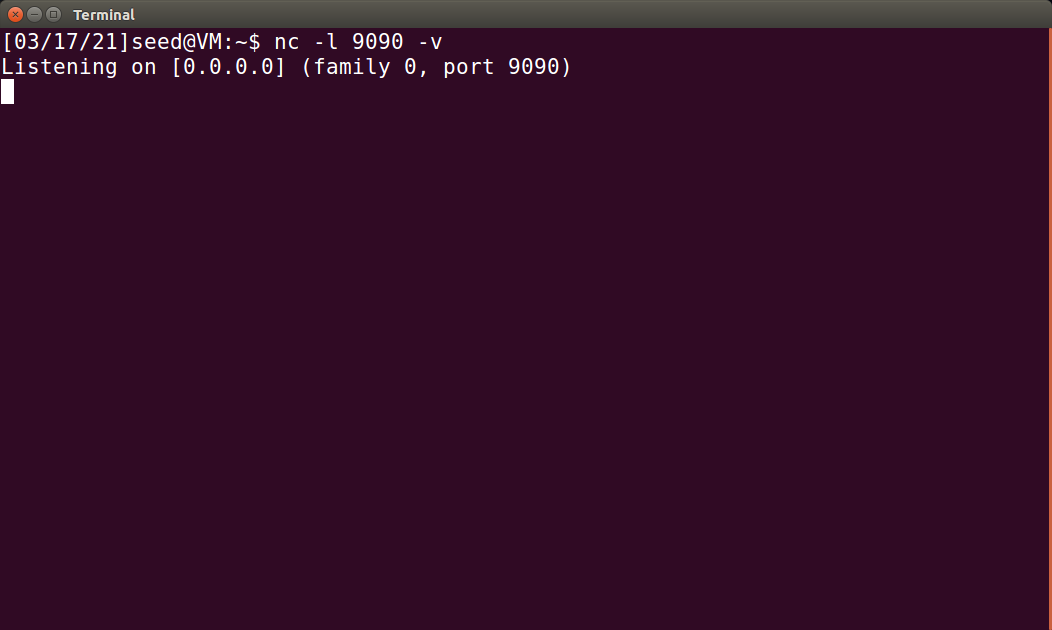 Terminal
[03/17/21]seed@VM:~$ nc -l 9090 -v
Listening on [0.0.0.0] (family 0, port 9090)